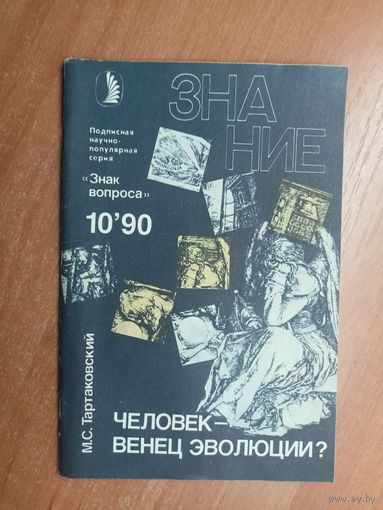 ЗНА
НИЕ
Подписная
научно-
популярная
серия
«Знак
вопроса»
10'90
М.С. Тартаковский
ЧЕЛОВЕК –
ВЕНЕЦ ЭВОЛЮЦИИ?
www.ay.by